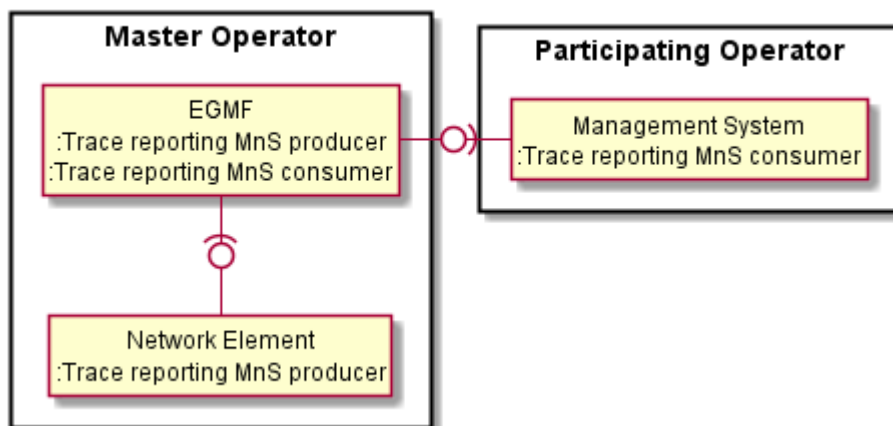 Master Operator
EGMF
:Trace reporting MnS producer
:Trace reporting MnS consumer
Network Element
:Trace reporting MnS producer
Participating Operator
Management System
:Trace reporting MnS consumer